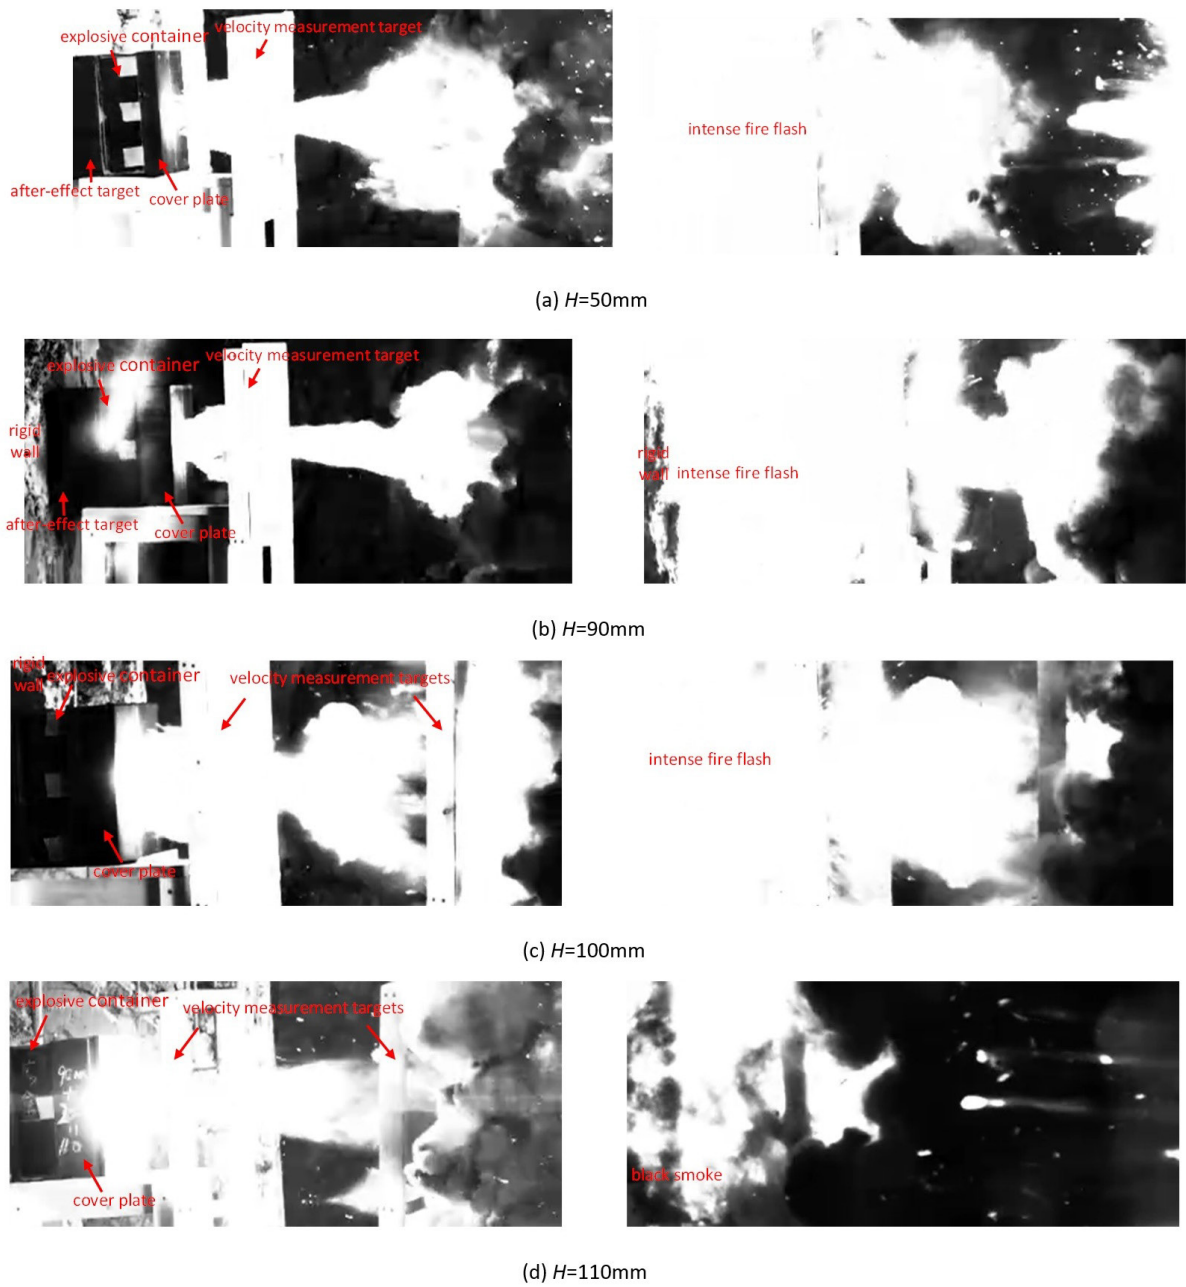 explosive container
velocity measurement target
after-effect target
cover plate
intense fire flash
(a) H=50mm
explosive container
velocity measurement target
rigid
wall
after-effect target
cover plate
rigid
wall
intense fire flash
(b) H=90mm
rigid
wall
explosive container
velocity measurement targets
cover plate
intense fire flash
(c) H=100mm
explosive container
velocity measurement targets
110
cover plate
black smoke
(d) H=110mm